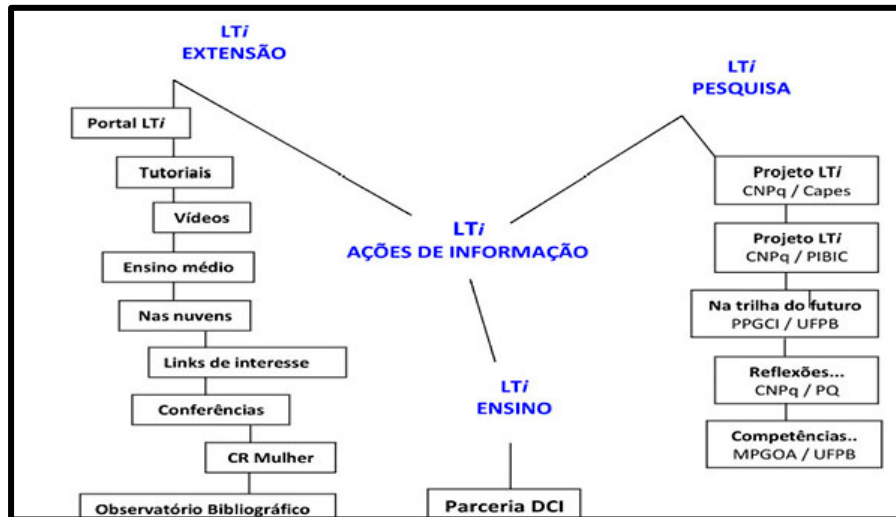 LTi
EXTENSÃO
Portal LTi
Tutoriais
Vídeos
Ensino médio
Nas nuvens
Links de interesse
Conferências
CR Mulher
Observatório Bibliográfico
LTi
AÇÕES DE INFORMAÇÃO
LTi
ENSINO
Parceria DCI
LTi
PESQUISA
Projeto LTi
CNPq / Capes
Projeto LTi
CNPq / PIBIC
Na trilha do futuro
PPGCI / UFPB
Reflexões...
CNPq / PQ
Competências..
MPGOA / UFPB